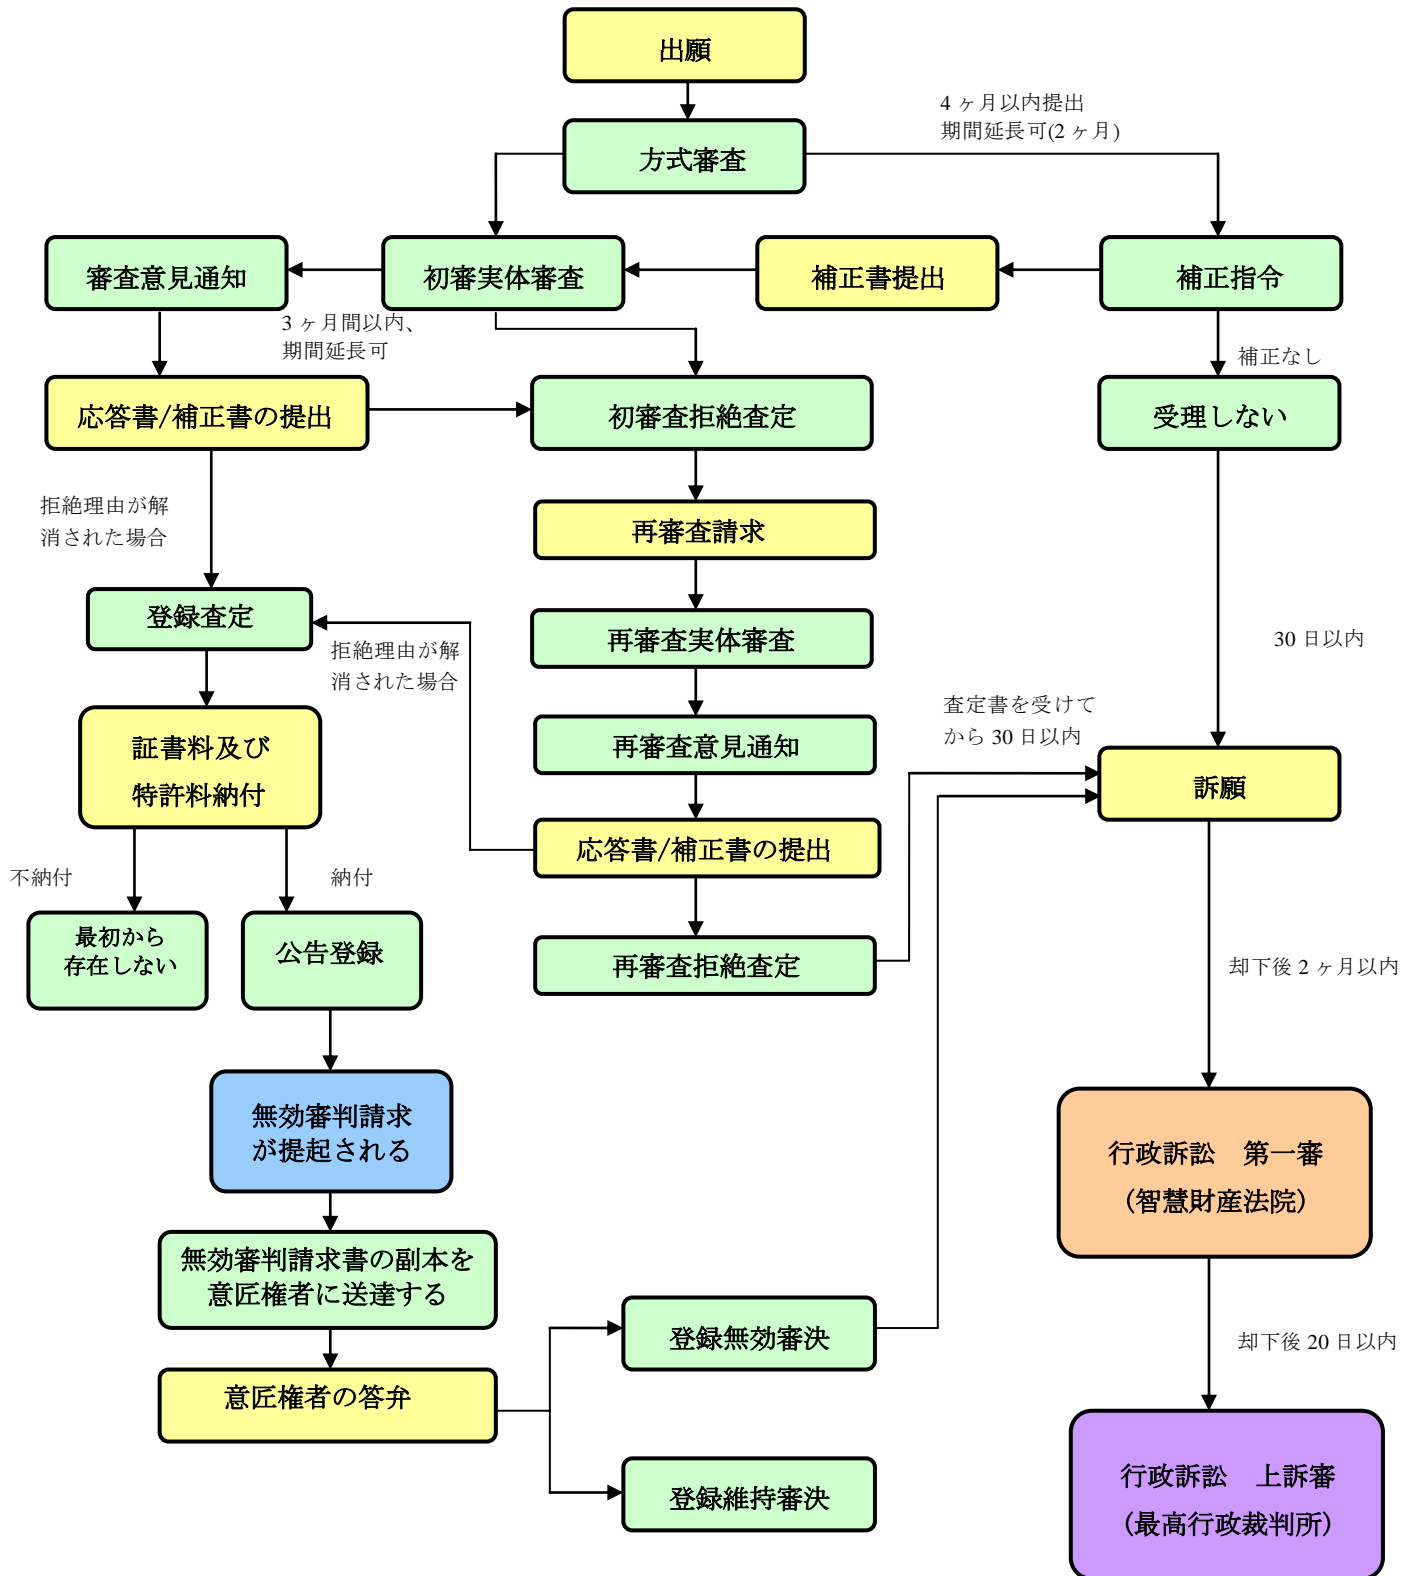 出願
4 ヶ月以内提出
期間延長可(2 ヶ月)
方式審査
審査意見通知
初審実体審査
補正書提出
補正指令
3 ヶ月間以内、
期間延長可
補正なし
応答書/補正書の提出
初審査拒絶査定
受理しない
拒絶理由が解
消された場合
再審査請求
登録査定
再審査実体審査
30 日以内
拒絶理由が解
消された場合
査定書を受けて
から 30 日以内
証書料及び
特許料納付
再審査意見通知
訴願
応答書/補正書の提出
不納付
納付
最初から
存在しない
公告登録
再審査拒絶査定
却下後 2 ヶ月以内
無効審判請求
が提起される
行政訴訟　第一審
(智慧財産法院)
無効審判請求書の副本を
意匠権者に送達する
登録無効審決
却下後 20 日以内
意匠権者の答弁
登録維持審決
行政訴訟　上訴審
(最高行政裁判所)